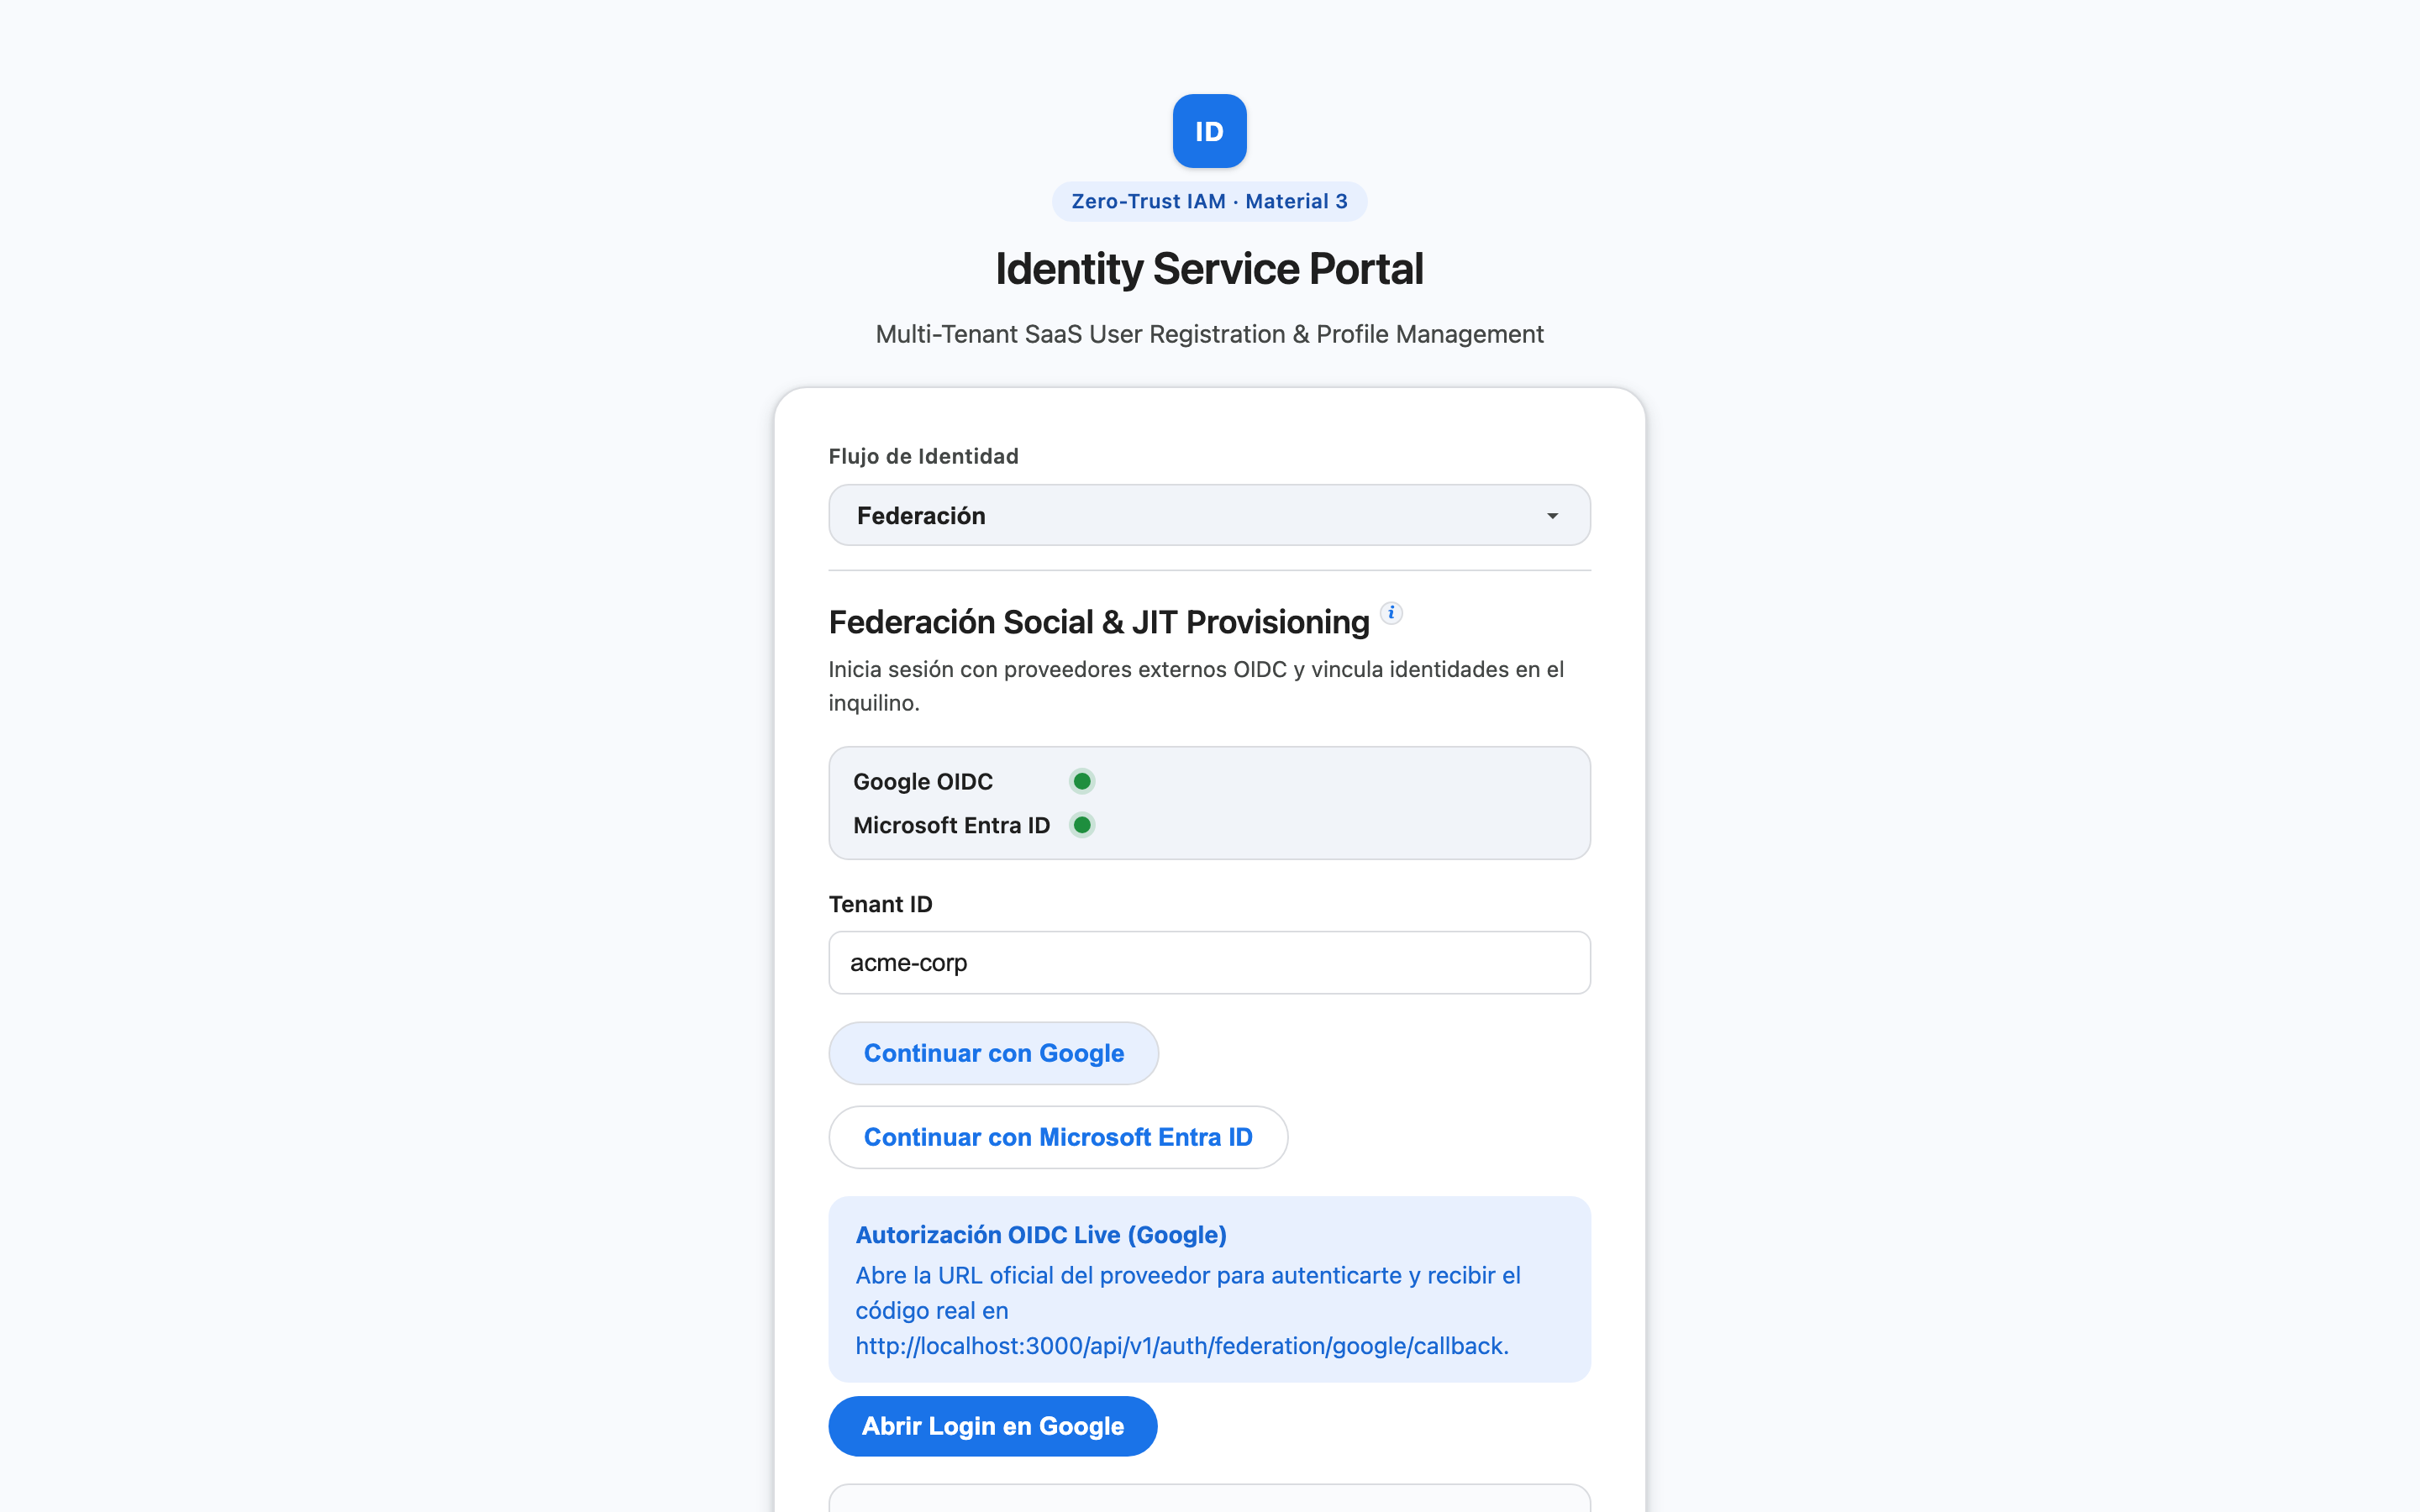 ID
Zero-Trust IAM · Material 3
Identity Service Portal
Multi-Tenant SaaS User Registration & Profile Management
Flujo de Identidad
Federación
Federación Social & JIT Provisioning i
Inicia sesión con proveedores externos OIDC y vincula identidades en el
inquilino.
Google OIDC
Microsoft Entra ID
Tenant ID
acme-corp
Continuar con Google
Continuar con Microsoft Entra ID
Autorización OIDC Live (Google)
Abre la URL oficial del proveedor para autenticarte y recibir el
código real en
http://localhost:3000/api/v1/auth/federation/google/callback.
Abrir Login en Google